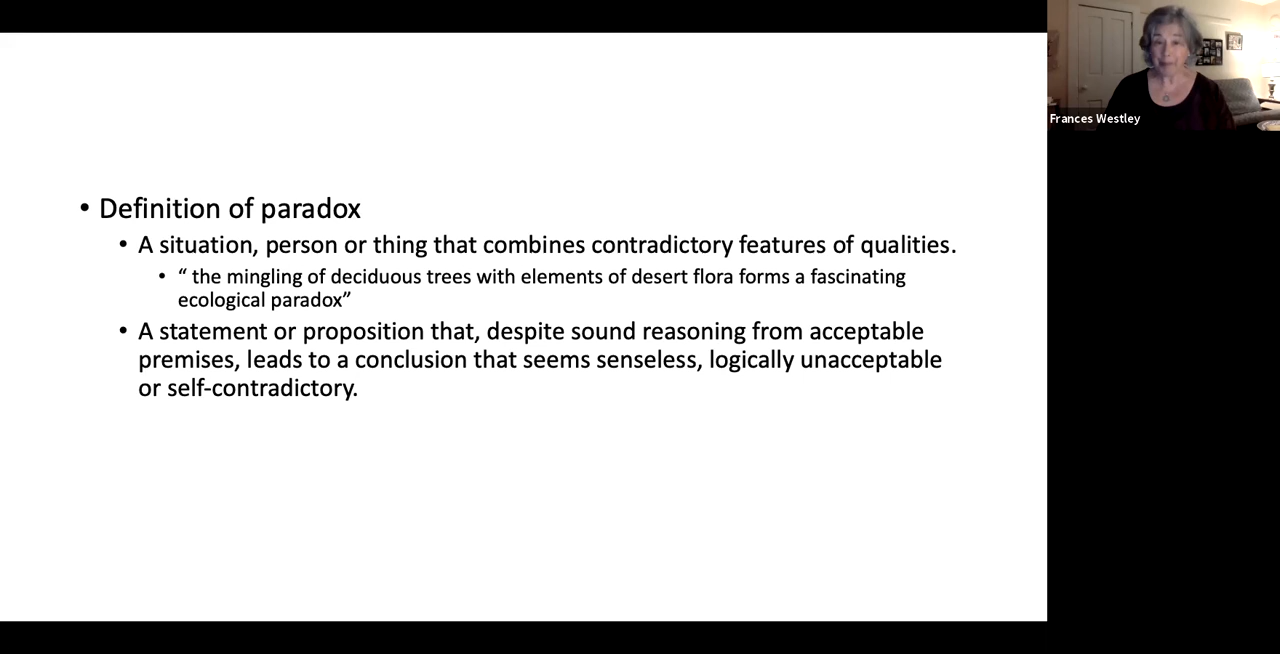 • Definition of paradox
• A situation, person or thing that combines contradictory features of qualities.
• “ the mingling of deciduous trees with elements of desert flora forms a fascinating
ecological paradox”
• A statement or proposition that, despite sound reasoning from acceptable
premises, leads to a conclusion that seems senseless, logically unacceptable
or self-contradictory.
Frances Westley